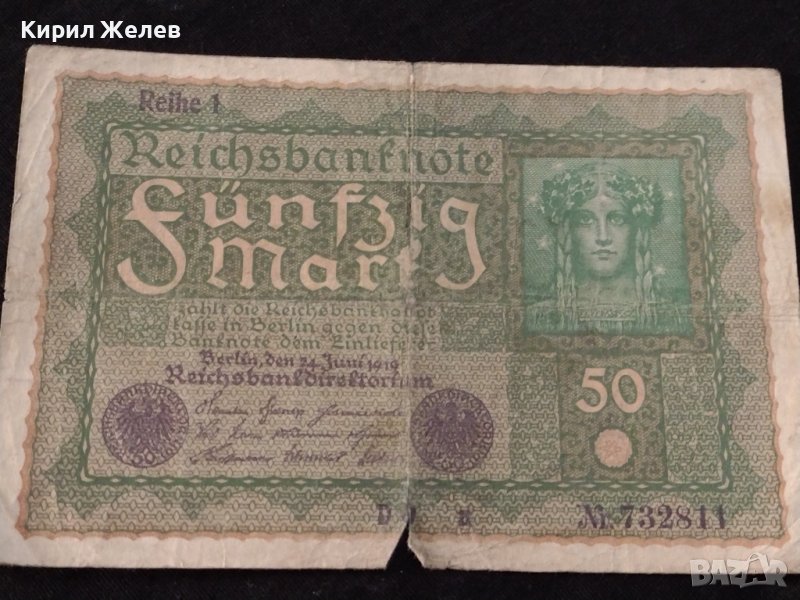 Кирил Желев
Reihe 1
Reichsbanknote
Fünfzig
Mark
zahlt die Reichsbankhaupt
kasse in Berlin gegen diese
Banknote dem Einlieferer
Berlin, den 24. Juni 1919
Reichsbankdirektorium
50
D
№ 732811
BAZAR